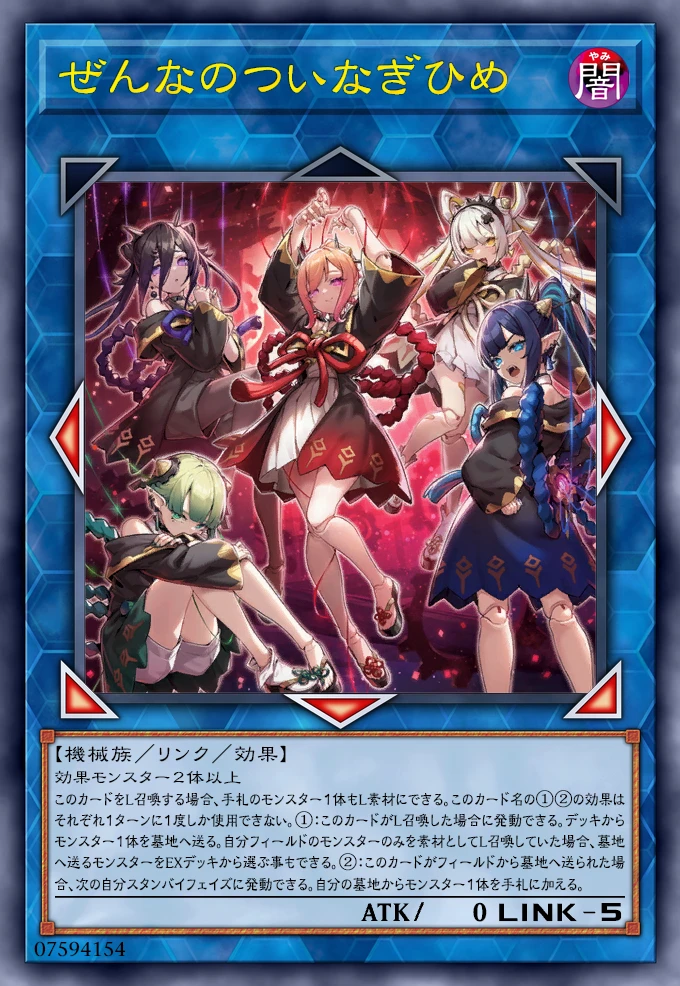 ぜんなのついなぎひめ
やみ
闇
【機械族／リンク／効果】
効果モンスター２体以上
このカードをL召喚する場合、手札のモンスター１体もL素材にできる。このカード名の①②の効果は
それぞれ１ターンに１度しか使用できない。①：このカードがL召喚した場合に発動できる。デッキから
モンスター１体を墓地へ送る。自分フィールドのモンスターのみを素材としてL召喚していた場合、墓地
へ送るモンスターをEXデッキから選ぶ事もできる。②：このカードがフィールドから墓地へ送られた場
合、次の自分スタンバイフェイズに発動できる。自分の墓地からモンスター１体を手札に加える。
ATK/ 0 LINK-5
07594154